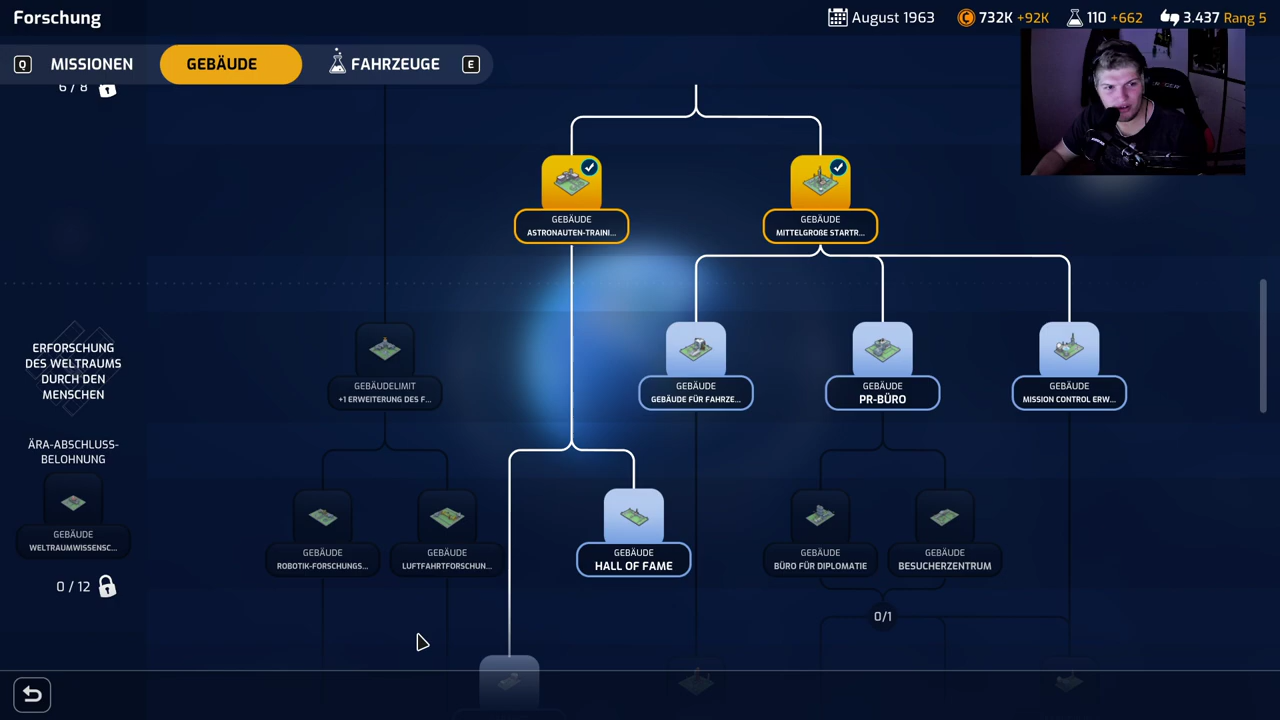 Forschung
August 1963
732K +92K
110 +662
3.437 Rang 5
Q MISSIONEN GEBÄUDE FAHRZEUGE E
6 / 8
GEBÄUDE
ASTRONAUTEN-TRAINI...
GEBÄUDE
MITTELGROẞE STARTR...
ERFORSCHUNG
DES WELTRAUMS
DURCH DEN
MENSCHEN
GEBÄUDELIMIT
+1 ERWEITERUNG DES F...
GEBÄUDE
GEBÄUDE FÜR FAHRZE...
GEBÄUDE
PR-BÜRO
GEBÄUDE
MISSION CONTROL ERW...
ÄRA-ABSCHLUSS-
BELOHNUNG
GEBÄUDE
WELTRAUMWISSENSC...
0 / 12
GEBÄUDE
ROBOTIK-FORSCHUNGS...
GEBÄUDE
LUFTFAHRTFORSCHUN...
GEBÄUDE
HALL OF FAME
GEBÄUDE
BÜRO FÜR DIPLOMATIE
GEBÄUDE
BESUCHERZENTRUM
0/1